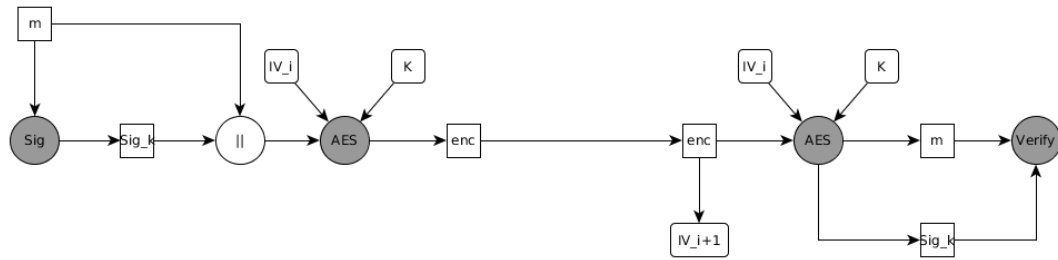 m
IV_i
K
IV_i
K
Sig
Sig_k
||
AES
enc
enc
AES
m
Verify
IV_i+1
Sig_k